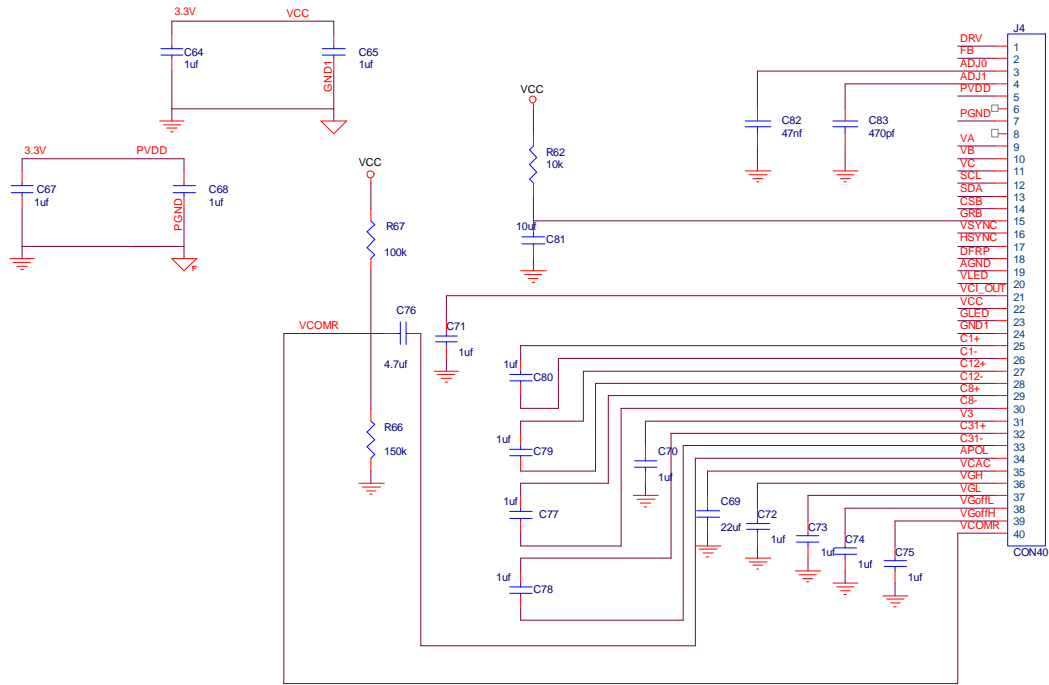 3.3V
VCC
C64
1uf
C65
1uf
GND1
3.3V
PVDD
C67
1uf
C68
1uf
PGND
F
VCC
R67
100k
VCOMR
C76
4.7uf
R66
150k
C71
1uf
VCC
R62
10k
10uf
C81
C82
47nf
C83
470pf
1uf
C80
1uf
C79
1uf
C77
1uf
C78
C70
1uf
C69
22uf
C72
1uf
C73
1uf
C74
1uf
C75
1uf
J4
DRV 1
FB 2
ADJ0 3
ADJ1 4
PVDD 5
6
PGND 7
8
VA 9
VB 10
VC 11
SCL 12
SDA 13
CSB 14
GRB 15
VSYNC 16
HSYNC 17
DFRP 18
AGND 19
VLED 20
VCI_OUT 21
VCC 22
GLED 23
GND1 24
C1+ 25
C1- 26
C12+ 27
C12- 28
C8+ 29
C8- 30
V3 31
C31+ 32
C31- 33
APOL 34
VCAC 35
VGH 36
VGL 37
VGoffL 38
VGoffH 39
VCOMR 40
CON40